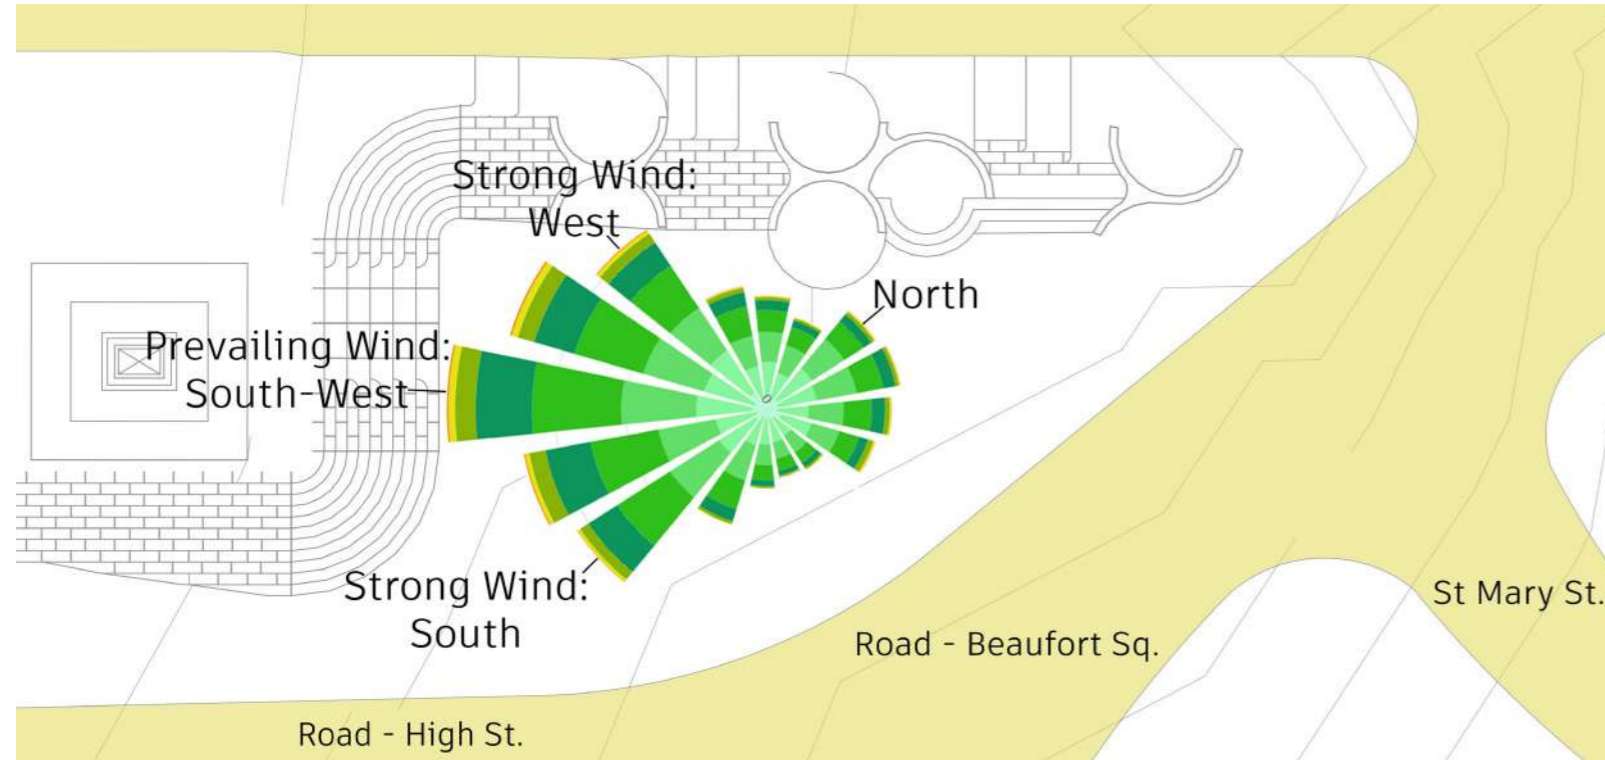 Strong Wind:
West
North
Prevailing Wind:
South-West
Strong Wind:
South
St Mary St.
Road - Beaufort Sq.
Road - High St.